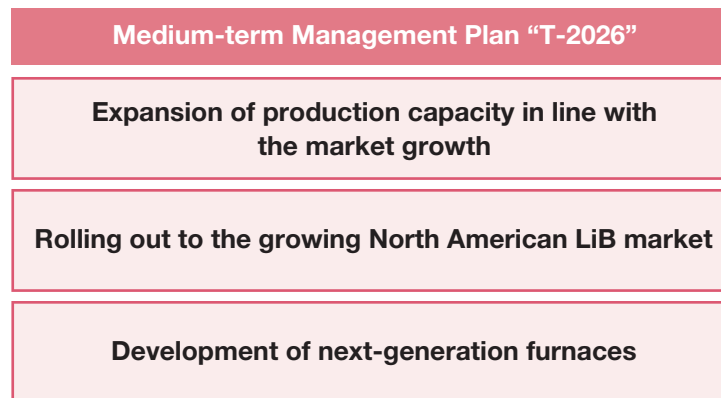 Medium-term Management Plan “T-2026”
Expansion of production capacity in line with
the market growth
Rolling out to the growing North American LiB market
Development of next-generation furnaces